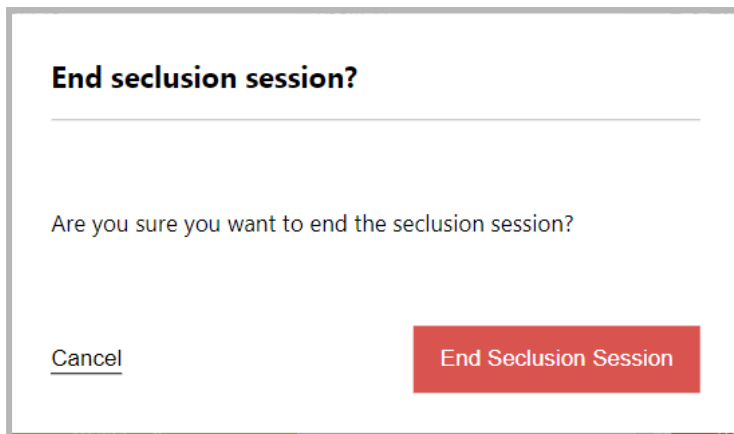 End seclusion session?
Are you sure you want to end the seclusion session?
Cancel
End Seclusion Session